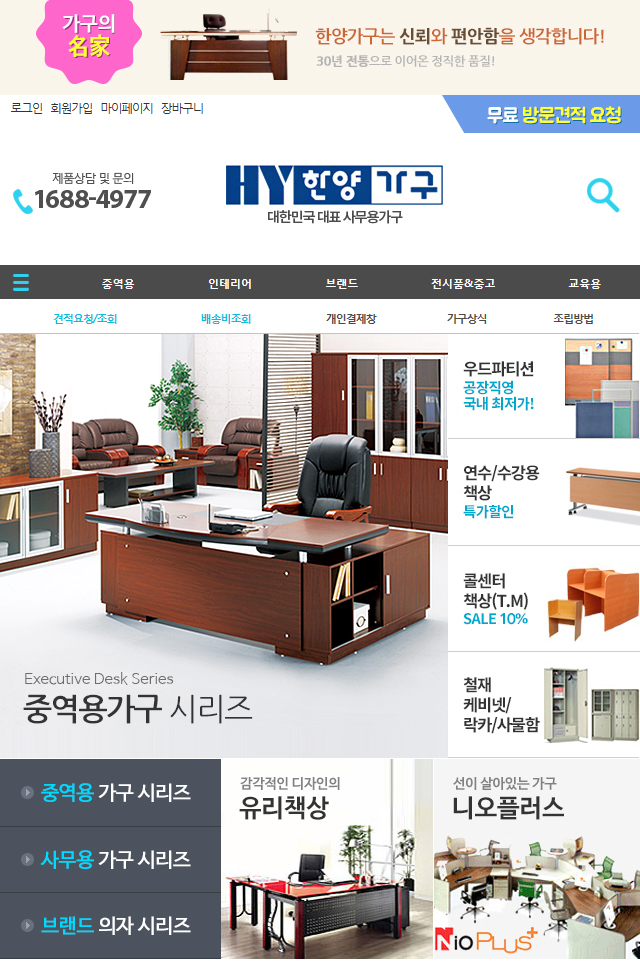 가구의
名家
한양가구는 신뢰와 편안함을 생각합니다!
30년 전통으로 이어온 정직한 품질!
로그인 회원가입 마이페이지 장바구니
무료 방문견적 요청
제품상담 및 문의
1688-4977
HY 한양 가구
대한민국 대표 사무용가구
중역용 인테리어 브랜드 전시품&중고 교육용
견적요청/조회 배송비조회 개인결제창 가구상식 조립방법
우드파티션
공장직영
국내 최저가!
연수/수강용
책상
특가할인
콜센터
책상(T.M)
SALE 10%
철재
케비넷/
락카/사물함
Executive Desk Series
중역용가구 시리즈
중역용 가구 시리즈
사무용 가구 시리즈
브랜드 의자 시리즈
감각적인 디자인의
유리책상
선이 살아있는 가구
니오플러스
NioPlus+